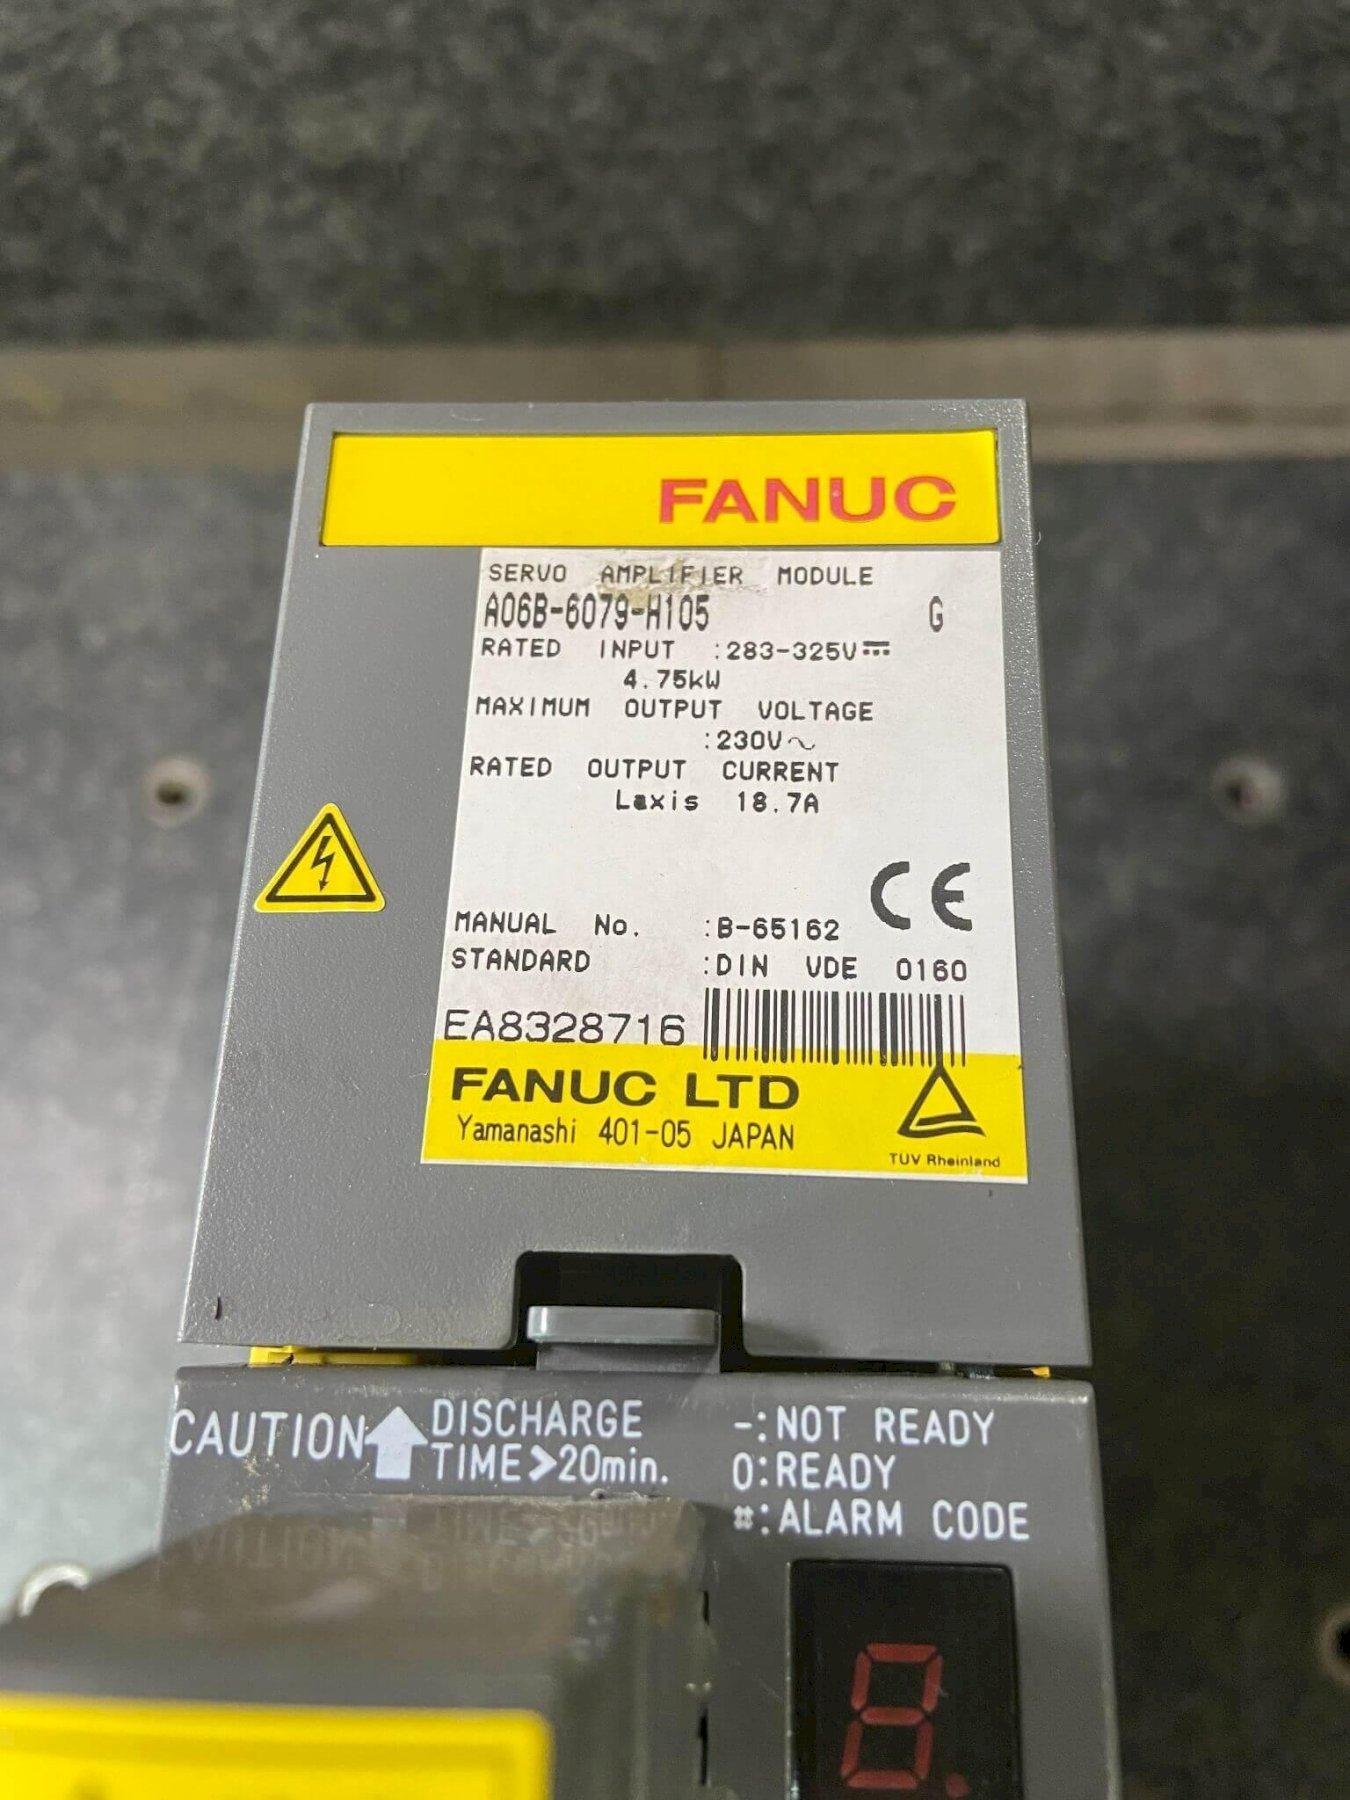 FANUC
SERVO AMPLIFIER MODULE
A06B-6079-H105 G
RATED INPUT :283-325V⎓
4.75kW
MAXIMUM OUTPUT VOLTAGE
:230V~
RATED OUTPUT CURRENT
Laxis 18.7A
CE
MANUAL No. :B-65162
STANDARD :DIN VDE 0160
EA8328716
FANUC LTD
Yamanashi 401-05 JAPAN
TUV Rheinland
CAUTION DISCHARGE
TIME>20min.
-:NOT READY
0:READY
#:ALARM CODE
8.